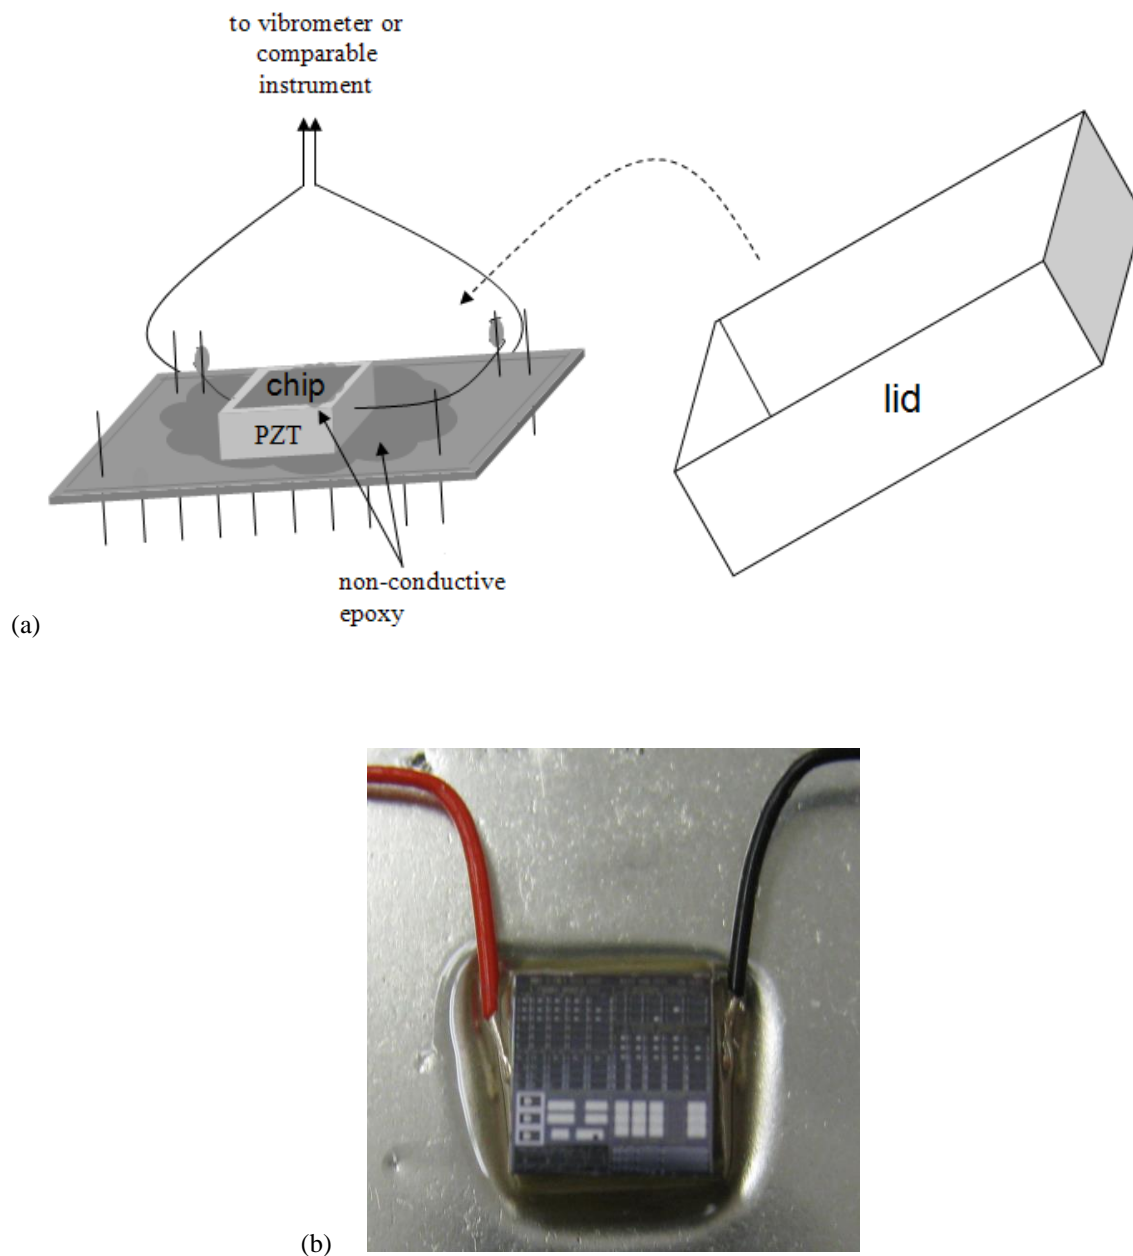 to vibrometer or
comparable
instrument
chip
PZT
lid
non-conductive
epoxy
(a)
(b)